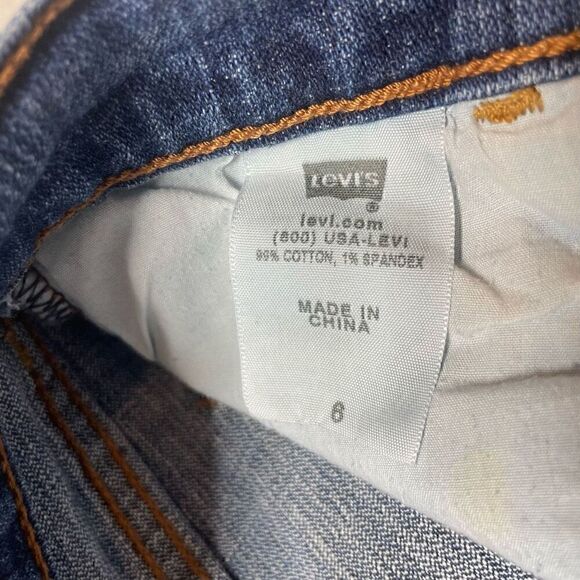 Levi's
®
levi.com
(800) USA-LEVI
99% COTTON, 1% SPANDEX
MADE IN
CHINA
6